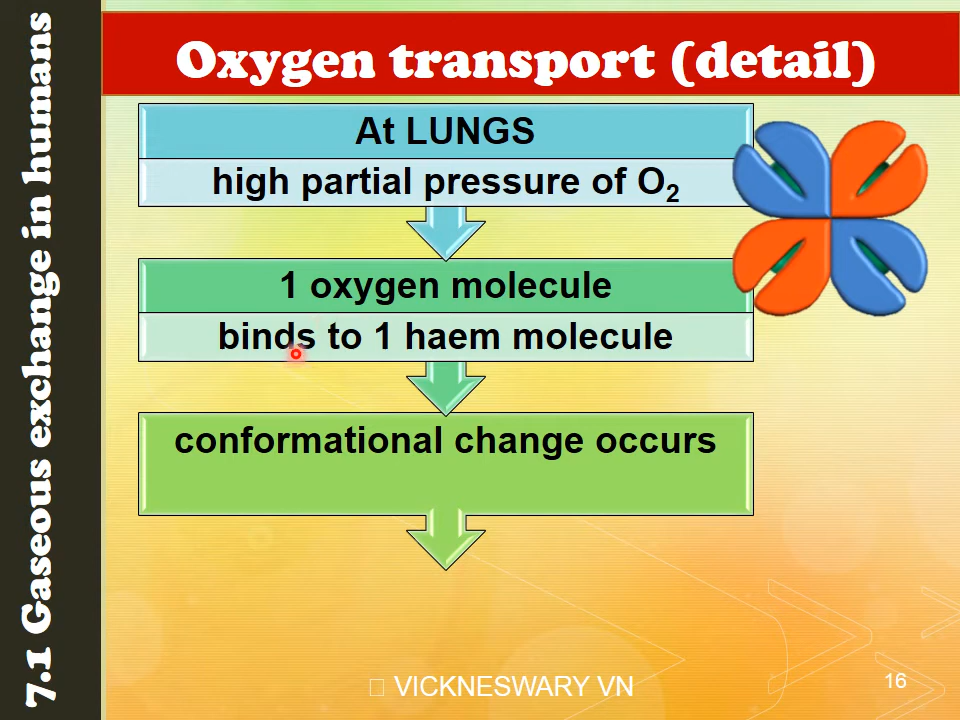 7.1 Gaseous exchange in humans
Oxygen transport (detail)
At LUNGS
high partial pressure of O₂
1 oxygen molecule
binds to 1 haem molecule
conformational change occurs
VICKNESWARY VN
16